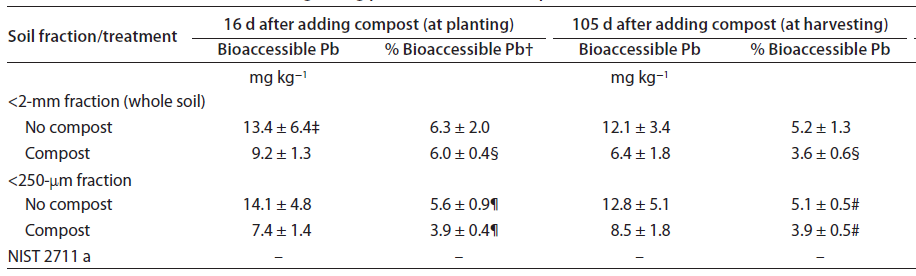 Soil fraction/treatment 16 d after adding compost (at planting) 105 d after adding compost (at harvesting)
Bioaccessible Pb % Bioaccessible Pb† Bioaccessible Pb % Bioaccessible Pb
mg kg⁻¹ mg kg⁻¹
<2-mm fraction (whole soil)
No compost 13.4 ± 6.4‡ 6.3 ± 2.0 12.1 ± 3.4 5.2 ± 1.3
Compost 9.2 ± 1.3 6.0 ± 0.4§ 6.4 ± 1.8 3.6 ± 0.6§
<250-μm fraction
No compost 14.1 ± 4.8 5.6 ± 0.9¶ 12.8 ± 5.1 5.1 ± 0.5#
Compost 7.4 ± 1.4 3.9 ± 0.4¶ 8.5 ± 1.8 3.9 ± 0.5#
NIST 2711 a – – – –